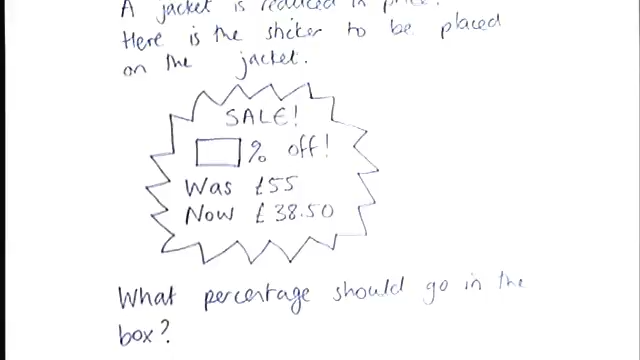 A jacket is reduced in price.
Here is the sticker to be placed
on the jacket.
SALE!
% off!
Was £55
Now £38.50
What percentage should go in the
box?